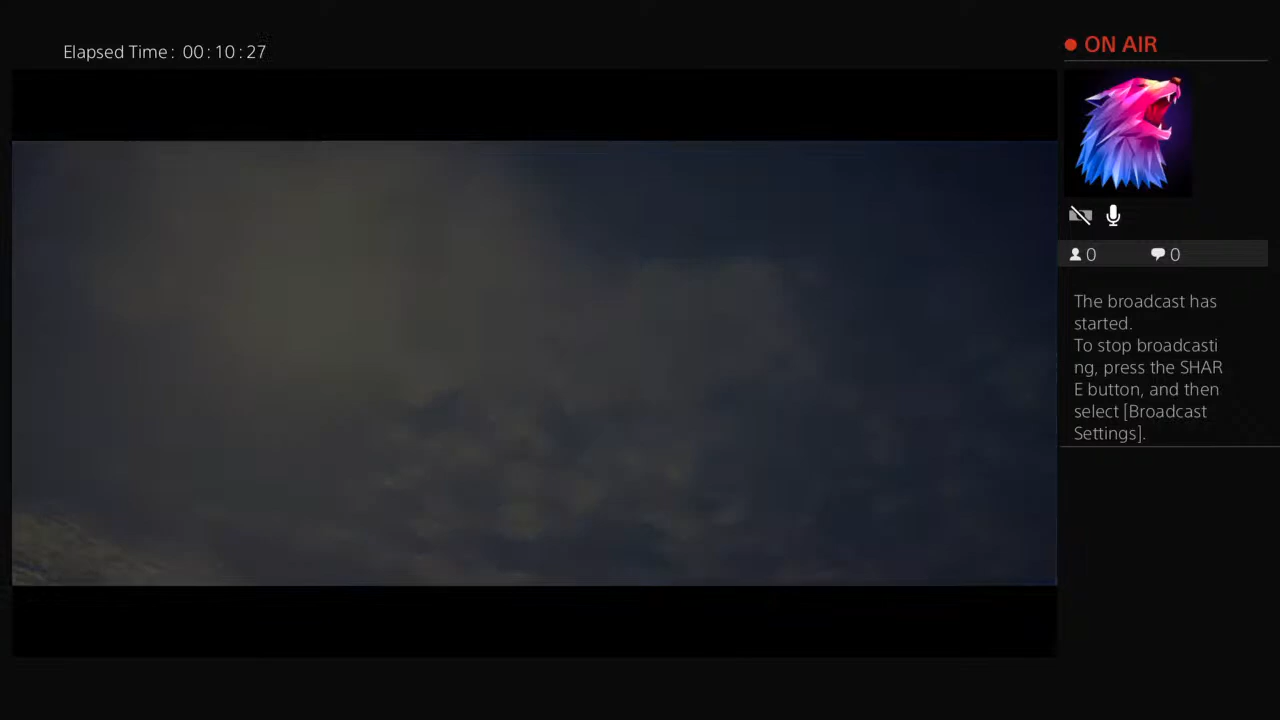 Elapsed Time: 00:10:27
ON AIR
0
0
The broadcast has
started.
To stop broadcasti
ng, press the SHAR
E button, and then
select [Broadcast
Settings].